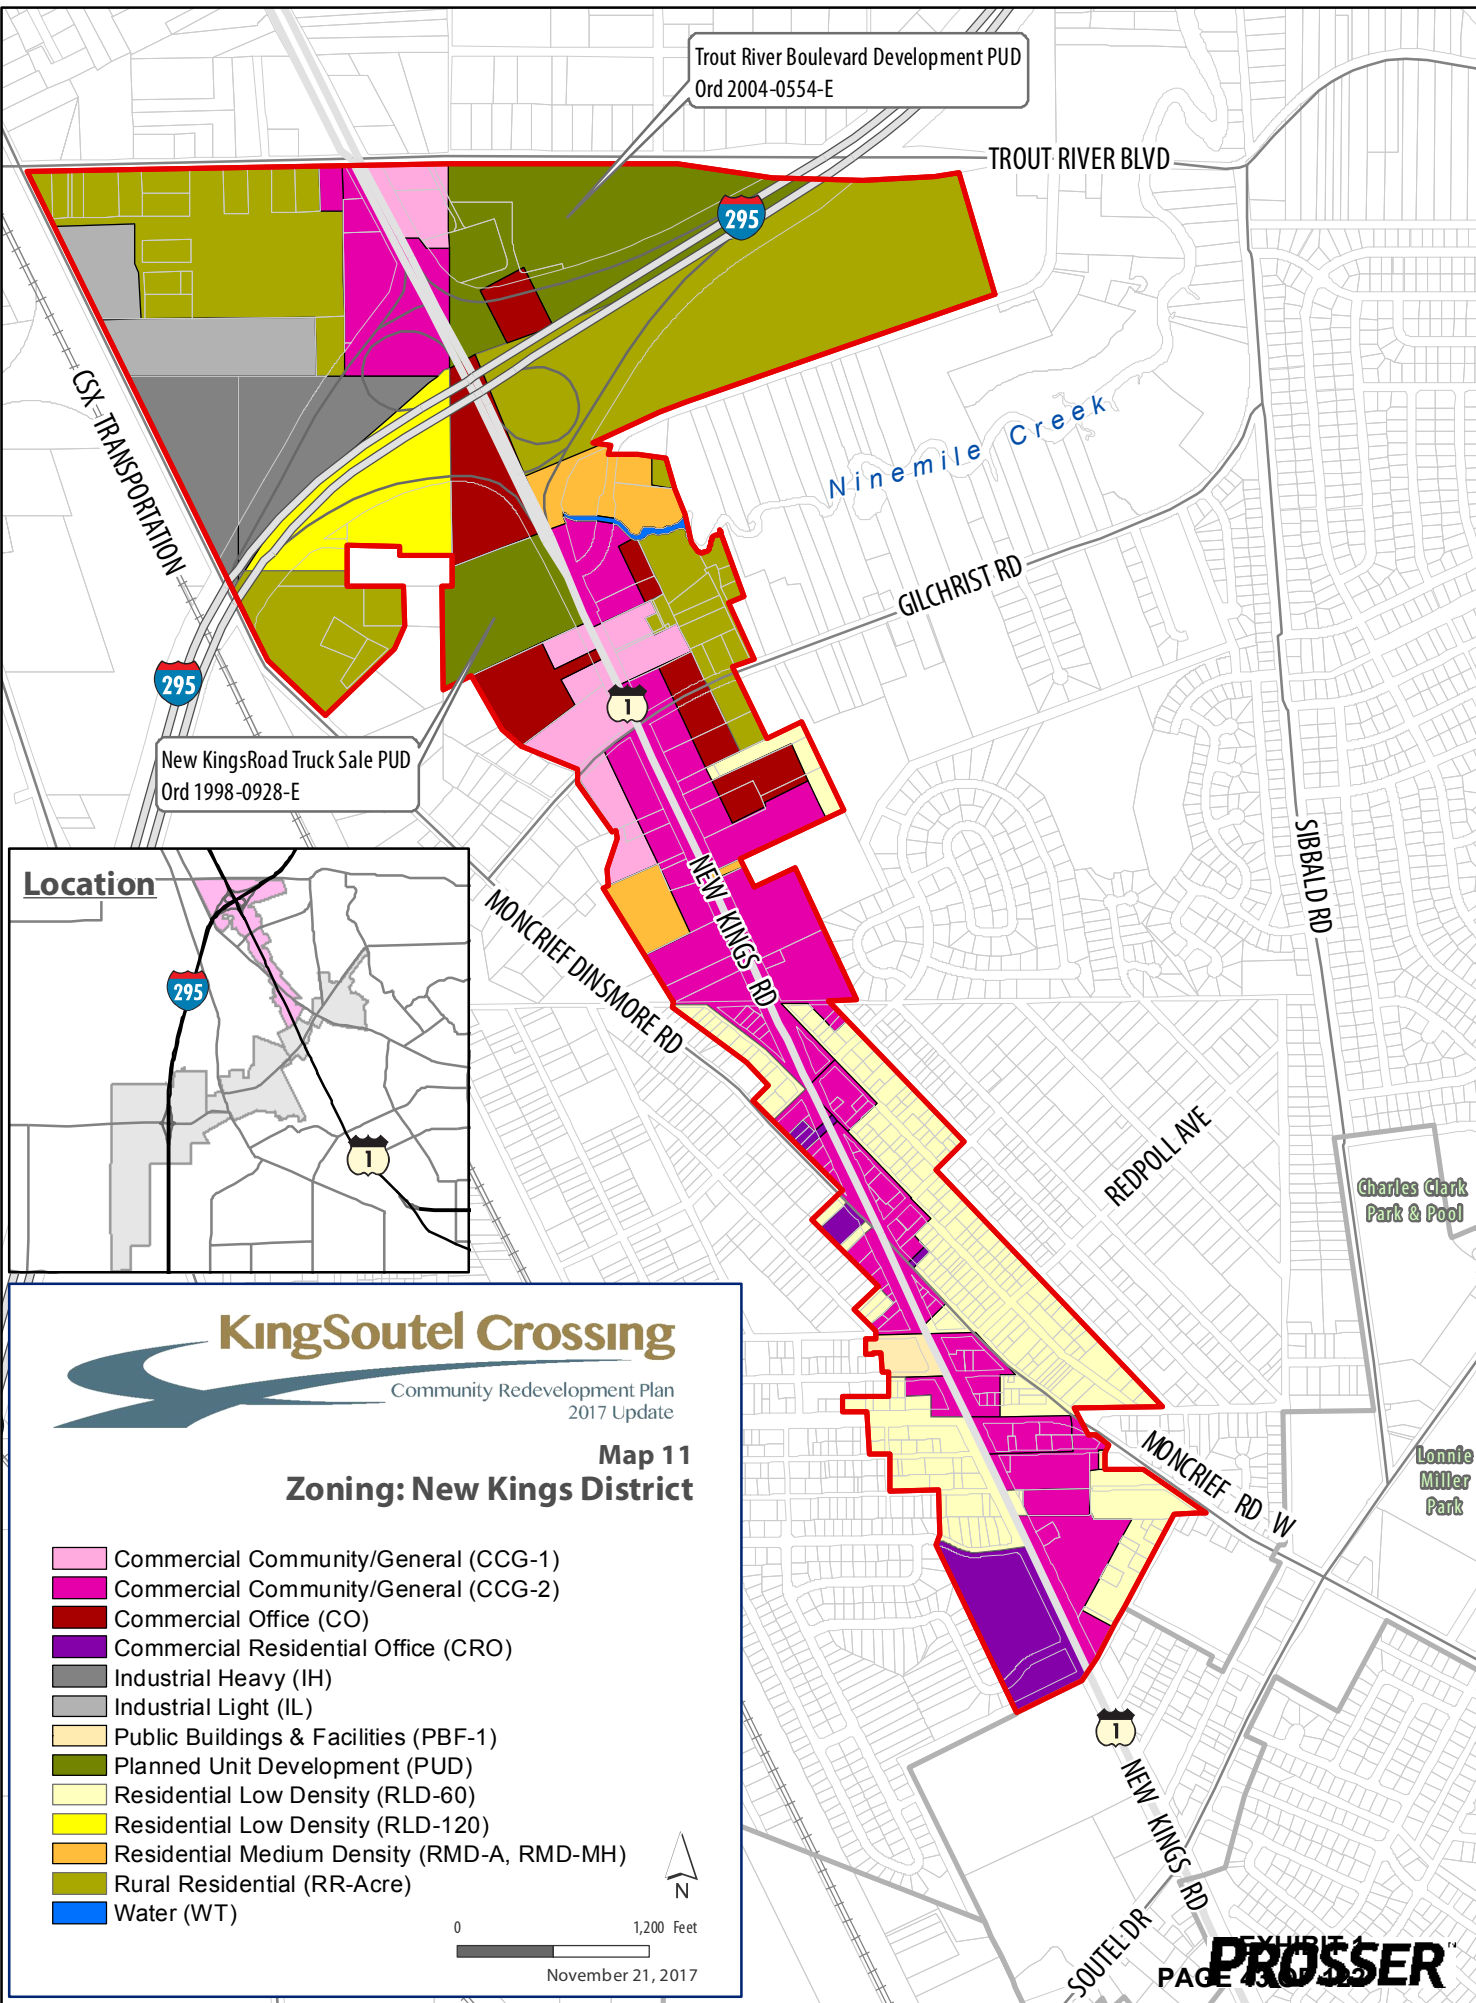 Trout River Boulevard Development PUD
Ord 2004-0554-E
TROUT RIVER BLVD
295
CSX TRANSPORTATION
Ninemile Creek
GILCHRIST RD
295
1
New KingsRoad Truck Sale PUD
Ord 1998-0928-E
SIBBALD RD
NEW KINGS RD
MONCRIEF DINSMORE RD
Location
295
1
REDPOLL AVE
Charles Clark
Park & Pool
MONCRIEF RD W
Lonnie
Miller
Park
KingSoutel Crossing
Community Redevelopment Plan
2017 Update
Map 11
Zoning: New Kings District
Commercial Community/General (CCG-1)
Commercial Community/General (CCG-2)
Commercial Office (CO)
Commercial Residential Office (CRO)
Industrial Heavy (IH)
Industrial Light (IL)
Public Buildings & Facilities (PBF-1)
Planned Unit Development (PUD)
Residential Low Density (RLD-60)
Residential Low Density (RLD-120)
Residential Medium Density (RMD-A, RMD-MH)
Rural Residential (RR-Acre)
Water (WT)
N
0 1,200 Feet
November 21, 2017
1
NEW KINGS RD
SOUTEL DR
EXHIBIT 1
PROSSER
PAGE